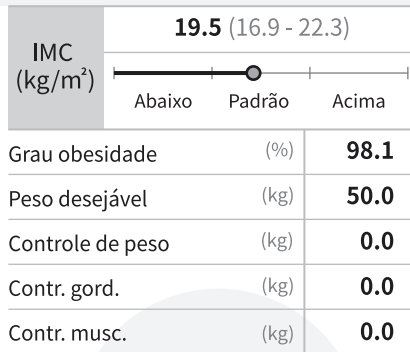 IMC
(kg/m²)
19.5 (16.9 - 22.3)
Abaixo Padrão Acima
Grau obesidade (%) 98.1
Peso desejável (kg) 50.0
Controle de peso (kg) 0.0
Contr. gord. (kg) 0.0
Contr. musc. (kg) 0.0